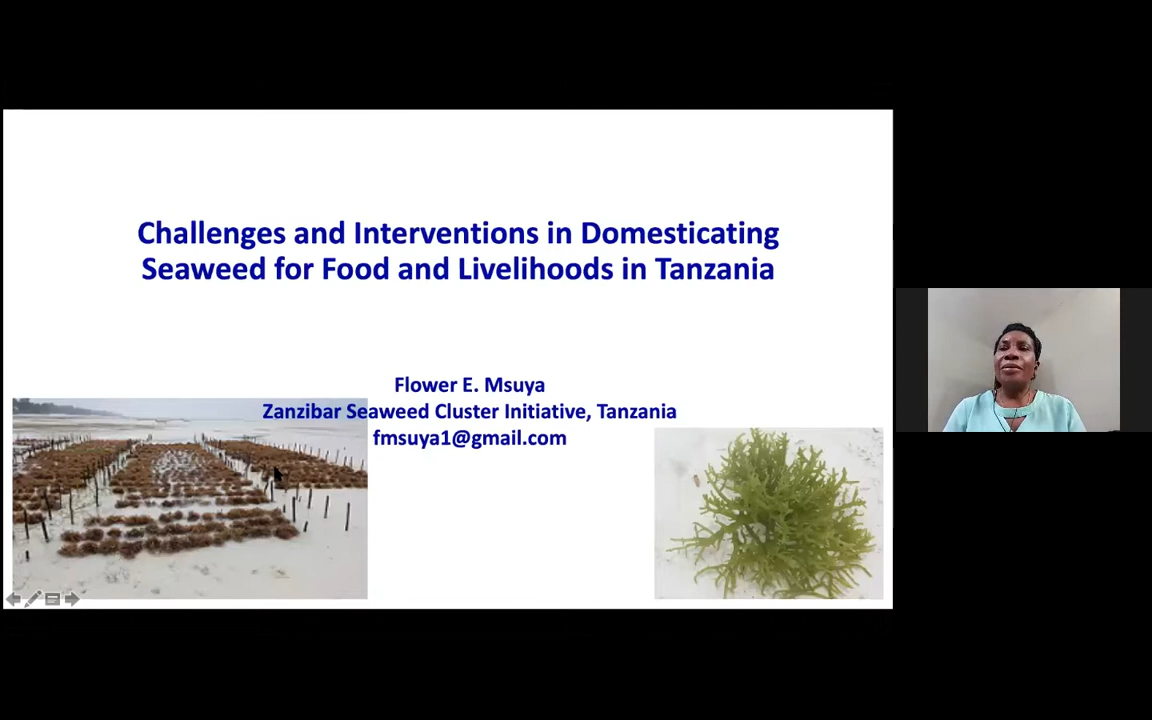 Challenges and Interventions in Domesticating
Seaweed for Food and Livelihoods in Tanzania
Flower E. Msuya
Zanzibar Seaweed Cluster Initiative, Tanzania
fmsuya1@gmail.com